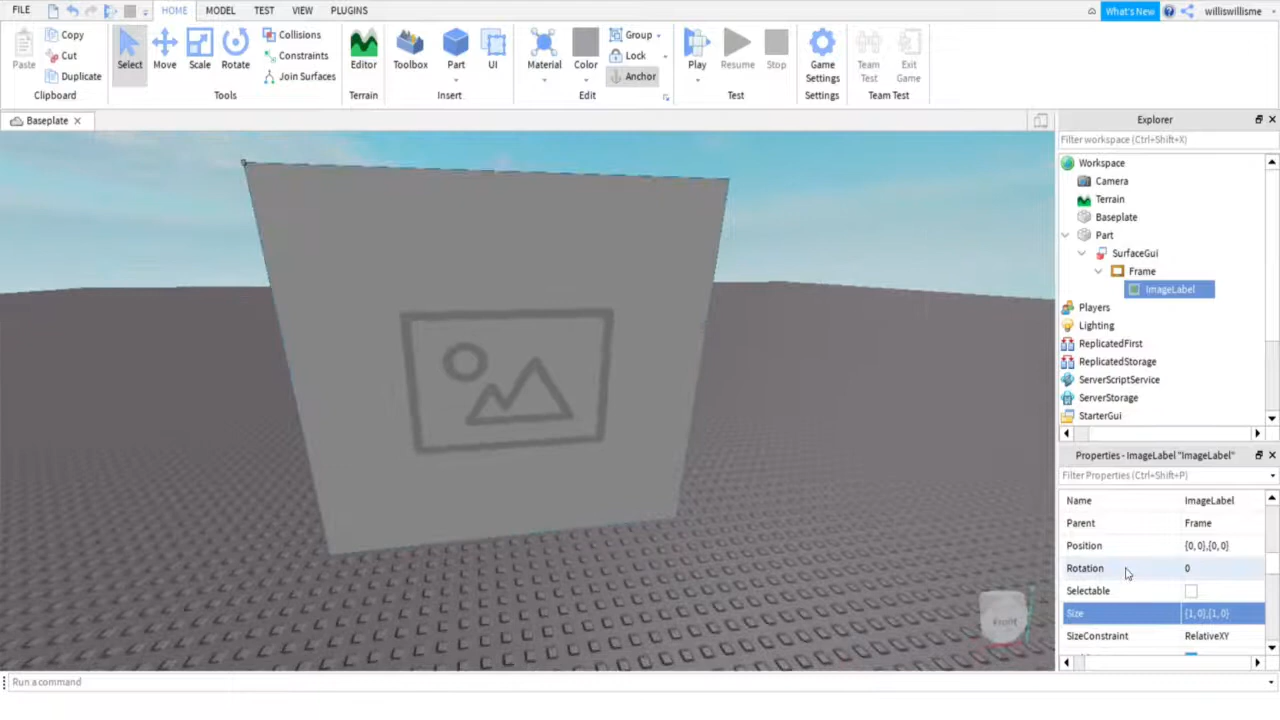 FILE HOME MODEL TEST VIEW PLUGINS What's New willliswillisme
Paste Copy Cut Duplicate Clipboard
Select Move Scale Rotate Collisions Constraints Join Surfaces Tools
Editor Terrain
Toolbox Part UI Insert
Material Color Group Lock Anchor Edit
Play Resume Stop Test
Game Settings Settings
Team Test Exit Game Team Test
Baseplate
Explorer
Filter workspace (Ctrl+Shift+X)
Workspace
Camera
Terrain
Baseplate
Part
SurfaceGui
Frame
ImageLabel
Players
Lighting
ReplicatedFirst
ReplicatedStorage
ServerScriptService
ServerStorage
StarterGui
Properties - ImageLabel "ImageLabel"
Filter Properties (Ctrl+Shift+P)
Name ImageLabel
Parent Frame
Position {0, 0},{0, 0}
Rotation 0
Selectable
Size {1, 0},{1, 0}
SizeConstraint RelativeXY
Front
Run a command